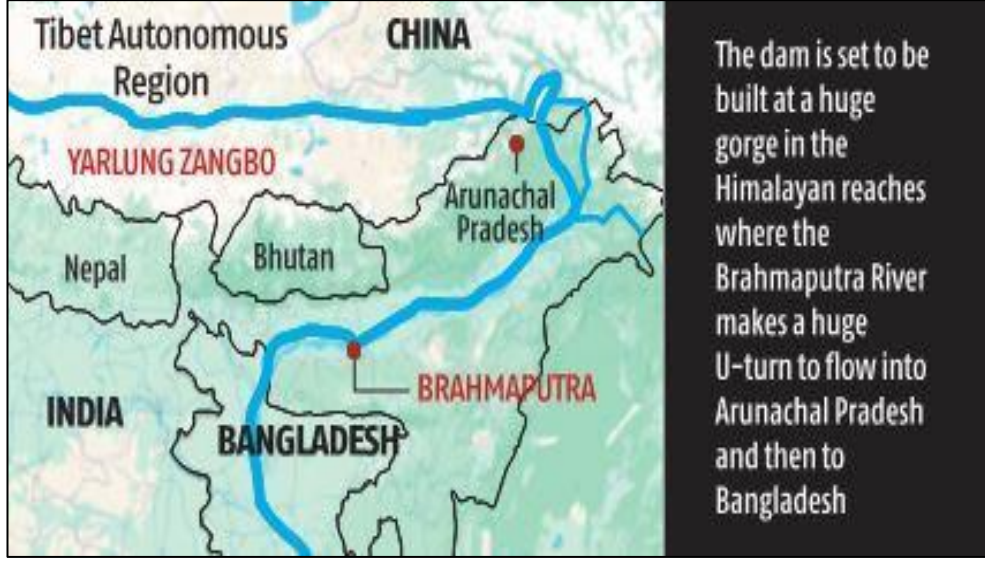 Tibet Autonomous
Region
CHINA
YARLUNG ZANGBO
Arunachal
Pradesh
Nepal
Bhutan
BRAHMAPUTRA
INDIA
BANGLADESH
The dam is set to be
built at a huge
gorge in the
Himalayan reaches
where the
Brahmaputra River
makes a huge
U-turn to flow into
Arunachal Pradesh
and then to
Bangladesh